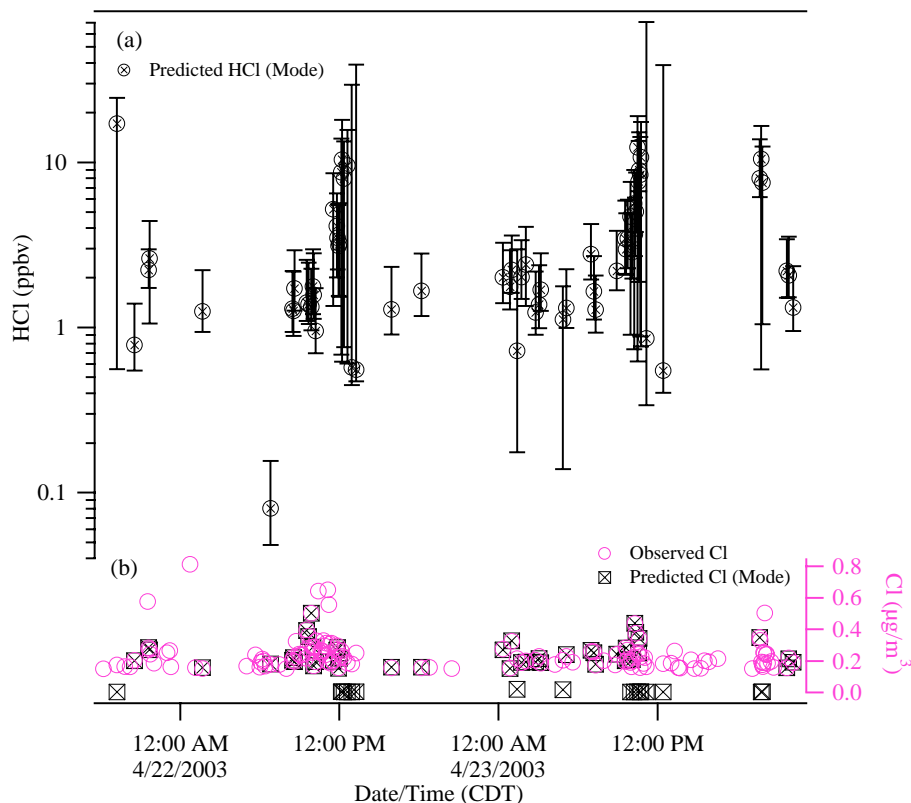 (a)
Predicted HCl (Mode)
10
1
0.1
HCl (ppbv)
(b)
Observed Cl
Predicted Cl (Mode)
0.8
0.6
0.4
0.2
0.0
Cl (μg/m³)
12:00 AM 12:00 PM 12:00 AM 12:00 PM
4/22/2003 4/23/2003
Date/Time (CDT)